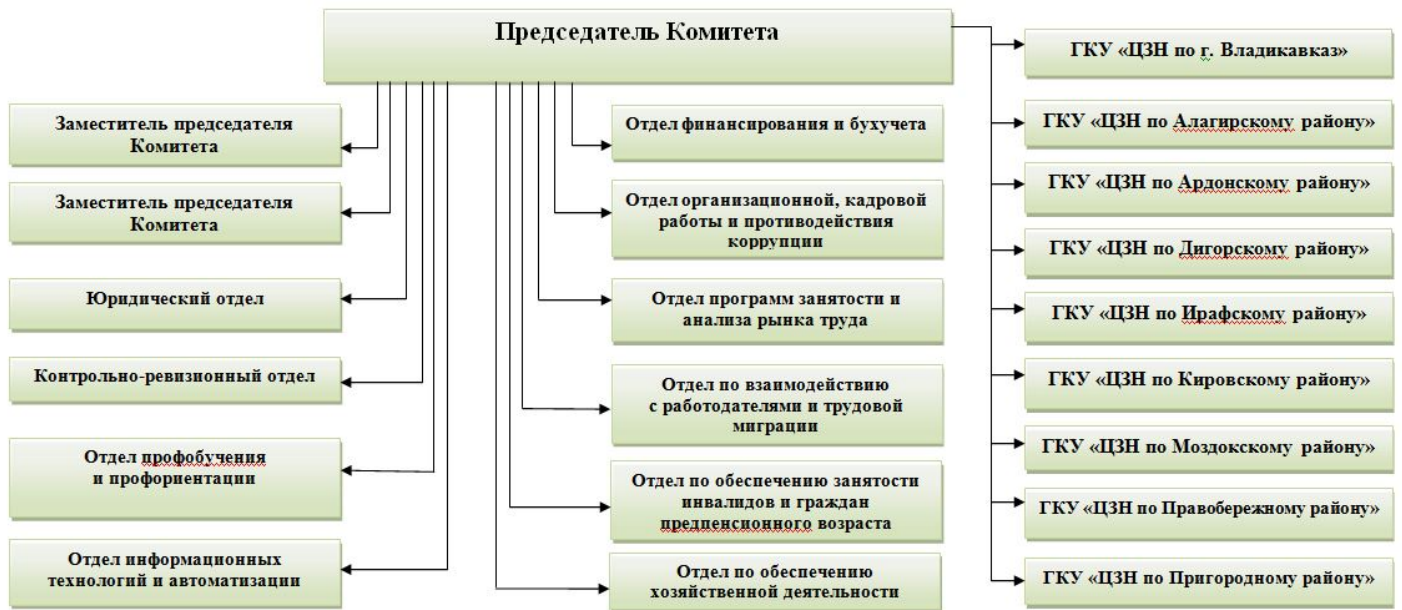 Председатель Комитета
Заместитель председателя
Комитета
Заместитель председателя
Комитета
Юридический отдел
Контрольно-ревизионный отдел
Отдел профобучения
и профориентации
Отдел информационных
технологий и автоматизации
Отдел финансирования и бухучета
Отдел организационной, кадровой
работы и противодействия
коррупции
Отдел программ занятости и
анализа рынка труда
Отдел по взаимодействию
с работодателями и трудовой
миграции
Отдел по обеспечению занятости
инвалидов и граждан
предпенсионного возраста
Отдел по обеспечению
хозяйственной деятельности
ГКУ «ЦЗН по г. Владикавказ»
ГКУ «ЦЗН по Алагирскому району»
ГКУ «ЦЗН по Ардонскому району»
ГКУ «ЦЗН по Дигорскому району»
ГКУ «ЦЗН по Ирафскому району»
ГКУ «ЦЗН по Кировскому району»
ГКУ «ЦЗН по Моздокскому району»
ГКУ «ЦЗН по Правобережному району»
ГКУ «ЦЗН по Пригородному району»